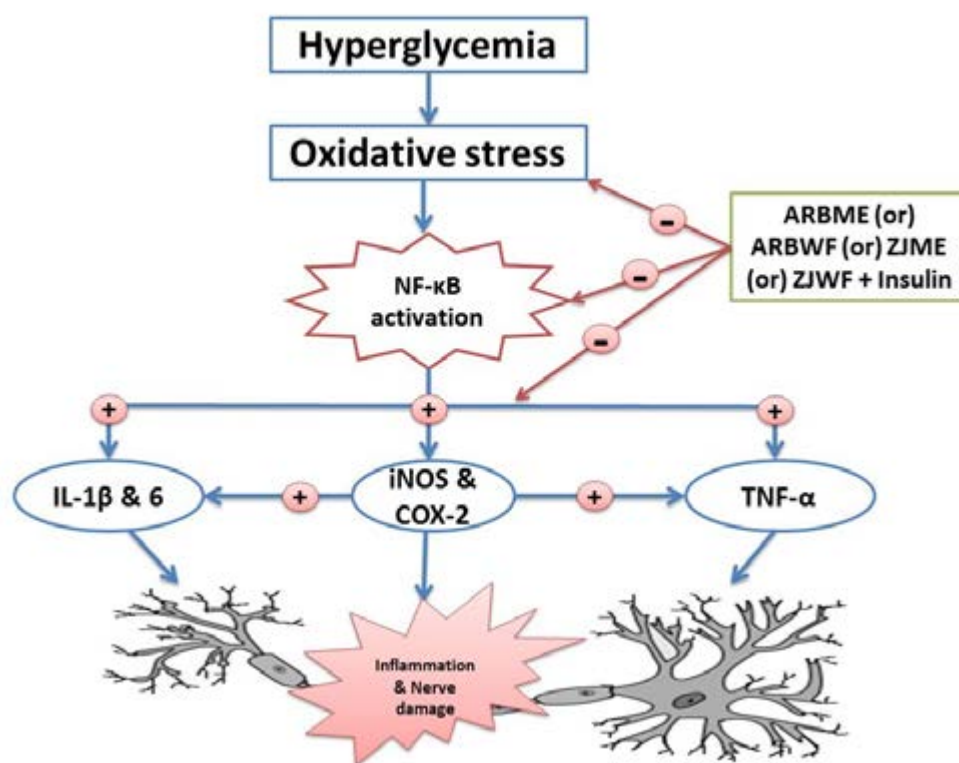 Hyperglycemia
Oxidative stress
-
ARBME (or)
ARBWF (or) ZJME
(or) ZJWF + Insulin
-
NF-κB
activation
-
+
+
+
IL-1β & 6
+
iNOS &
COX-2
+
TNF-α
Inflammation
& Nerve
damage